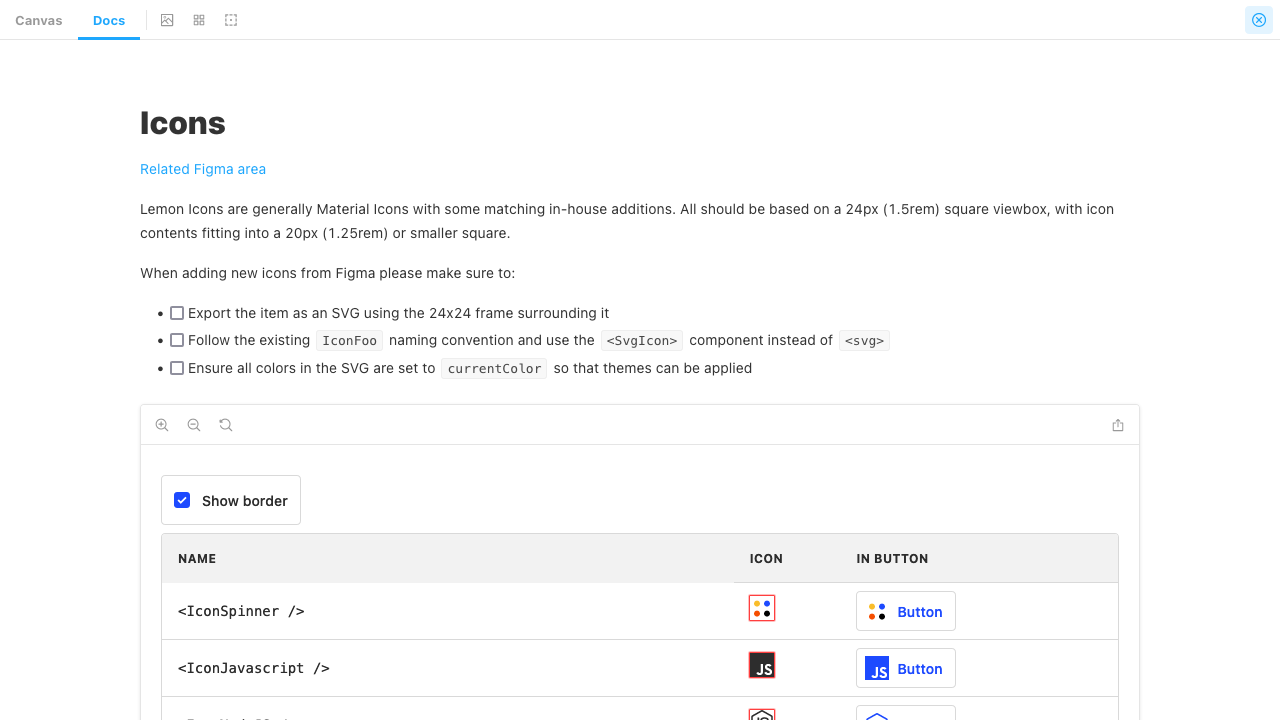 Canvas
Docs
Icons
Related Figma area
Lemon Icons are generally Material Icons with some matching in-house additions. All should be based on a 24px (1.5rem) square viewbox, with icon
contents fitting into a 20px (1.25rem) or smaller square.
When adding new icons from Figma please make sure to:
Export the item as an SVG using the 24x24 frame surrounding it
Follow the existing IconFoo naming convention and use the <SvgIcon> component instead of <svg>
Ensure all colors in the SVG are set to currentColor so that themes can be applied
Show border
NAME ICON IN BUTTON
<IconSpinner /> Button
<IconJavascript /> JS JS Button